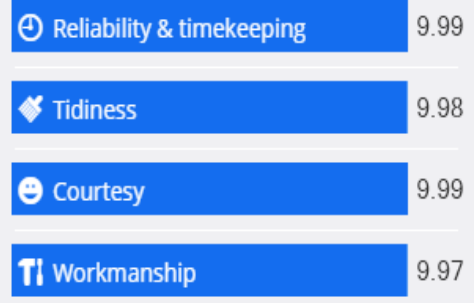 Reliability & timekeeping 9.99
Tidiness 9.98
Courtesy 9.99
Workmanship 9.97